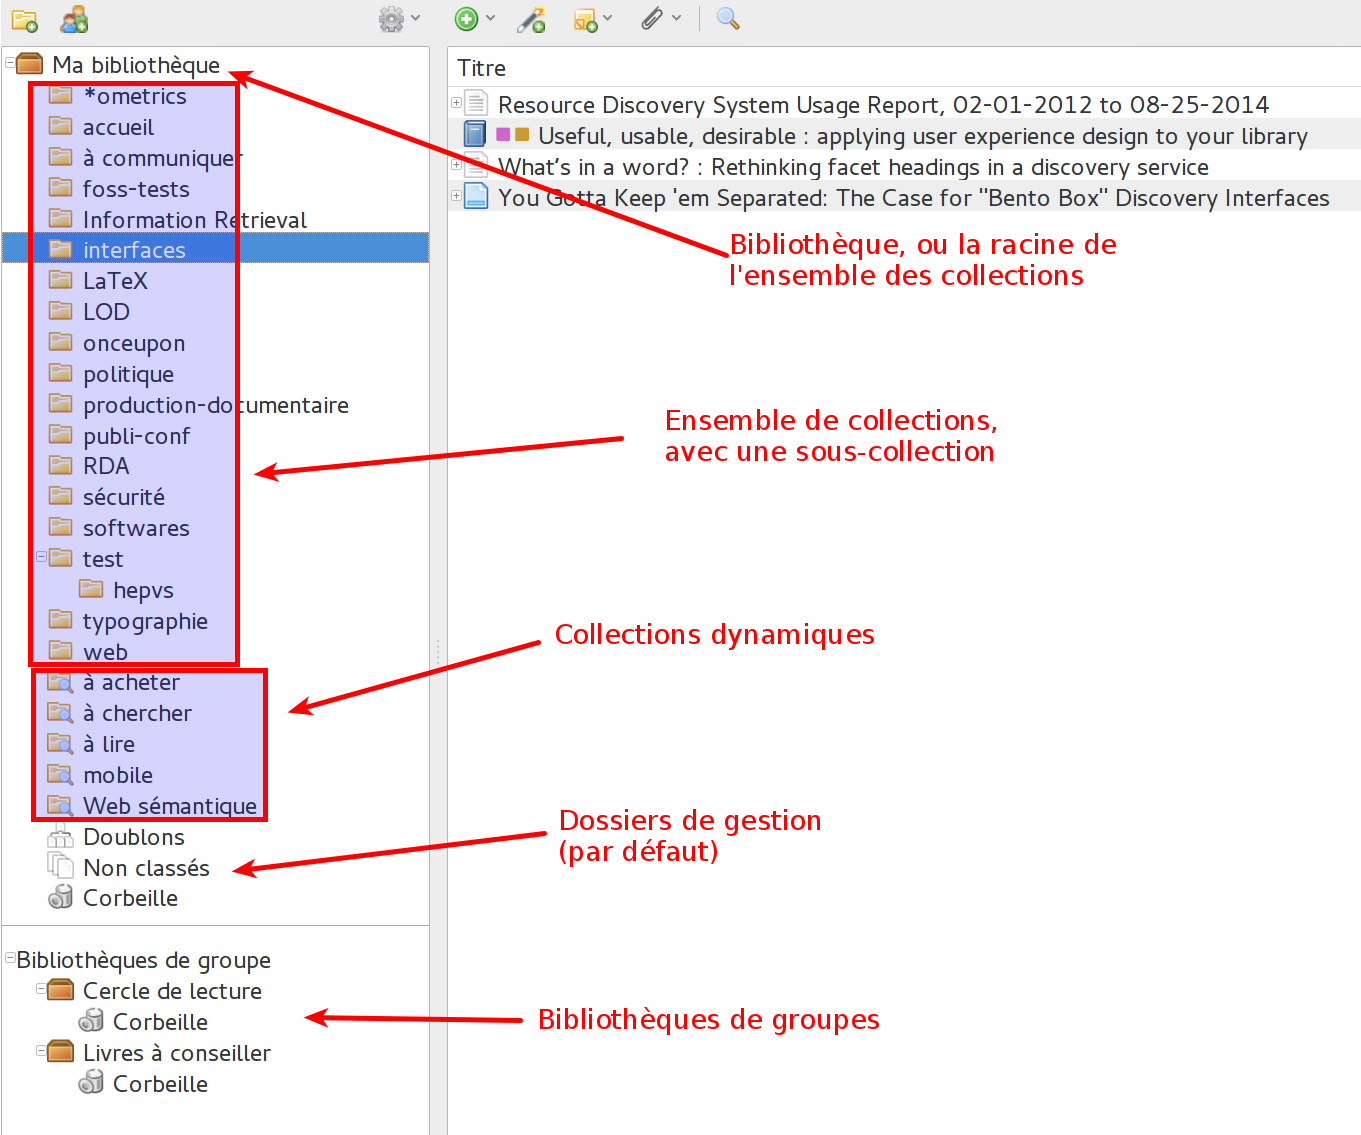 Ma bibliothèque
*ometrics
accueil
à communiquer
foss-tests
Information Retrieval
interfaces
LaTeX
LOD
onceupon
politique
production-documentaire
publi-conf
RDA
sécurité
softwares
test
hepvs
typographie
web
à acheter
à chercher
à lire
mobile
Web sémantique
Doublons
Non classés
Corbeille
Bibliothèques de groupe
Cercle de lecture
Corbeille
Livres à conseiller
Corbeille
Titre
Resource Discovery System Usage Report, 02-01-2012 to 08-25-2014
Useful, usable, desirable : applying user experience design to your library
What's in a word? : Rethinking facet headings in a discovery service
You Gotta Keep 'em Separated: The Case for "Bento Box" Discovery Interfaces
Bibliothèque, ou la racine de
l'ensemble des collections
Ensemble de collections,
avec une sous-collection
Collections dynamiques
Dossiers de gestion
(par défaut)
Bibliothèques de groupes